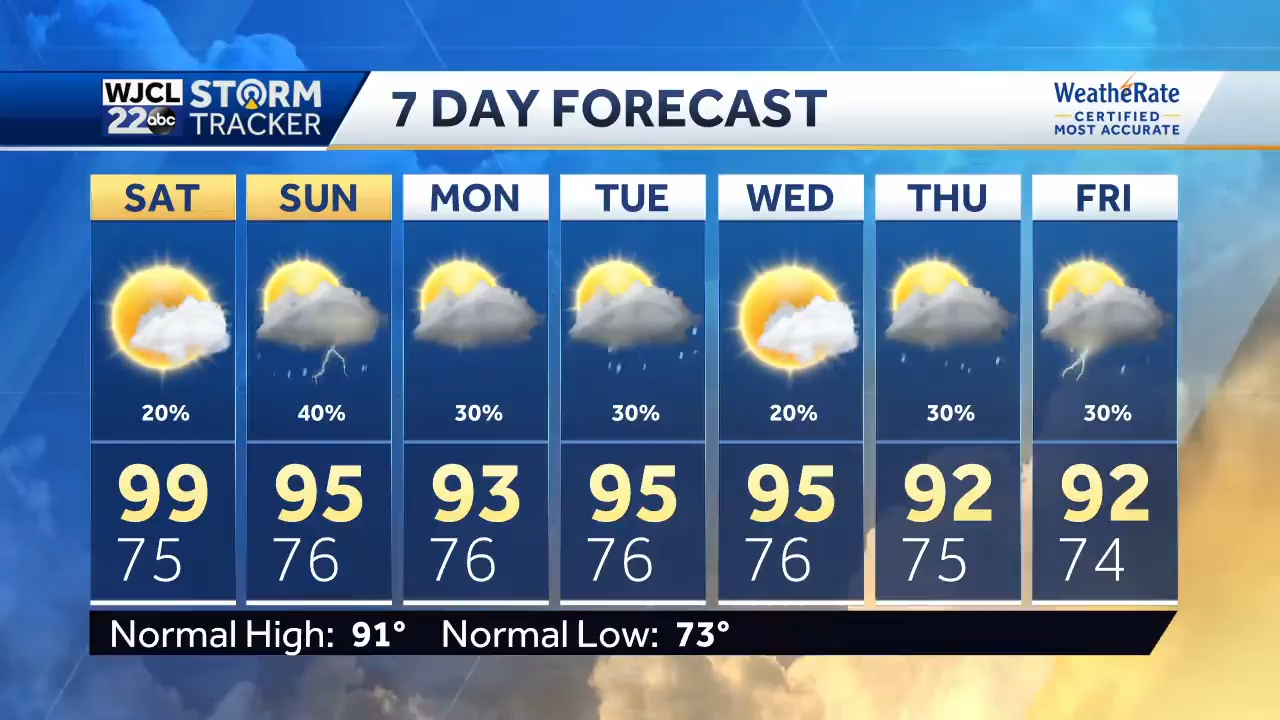 WJCL
22 abc
STORM
TRACKER
7 DAY FORECAST
WeatheRate
CERTIFIED
MOST ACCURATE
SAT SUN MON TUE WED THU FRI
20% 40% 30% 30% 20% 30% 30%
99 95 93 95 95 92 92
75 76 76 76 76 75 74
Normal High: 91° Normal Low: 73°